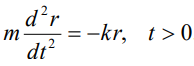 m d²r/dt² = −kr, t > 0